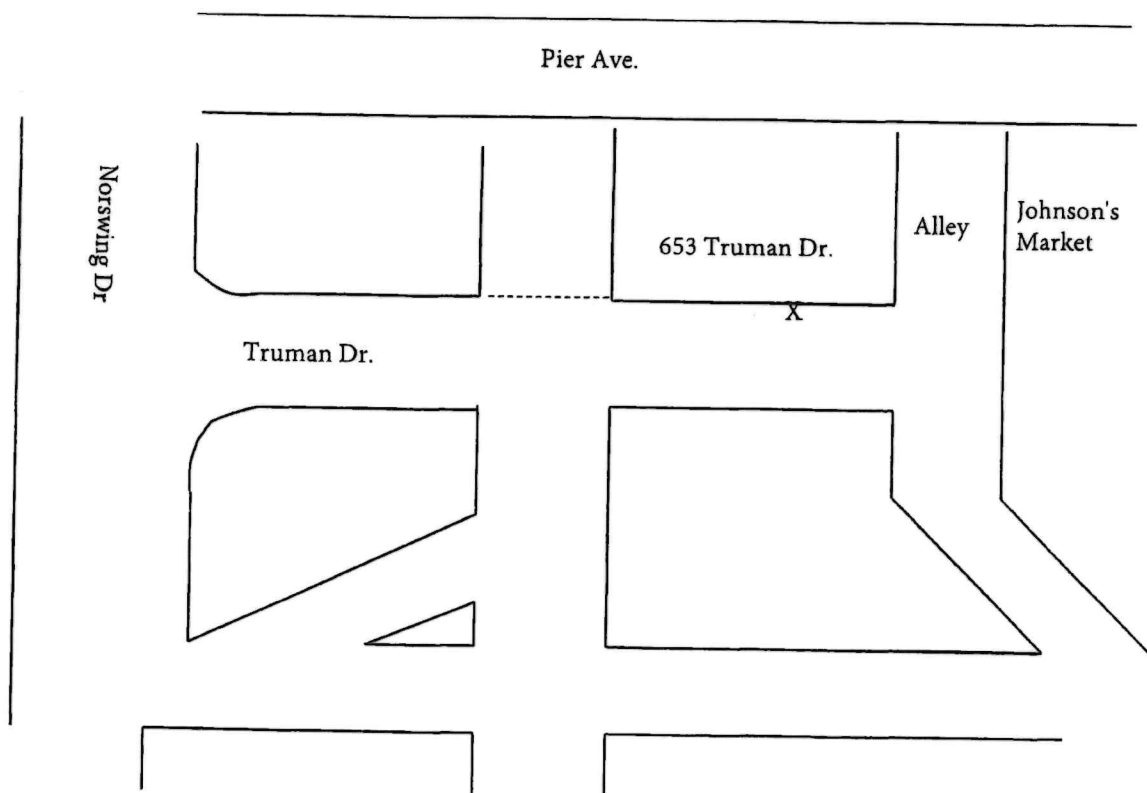 Pier Ave.
Norswing Dr
653 Truman Dr.
Alley
Johnson's
Market
X
Truman Dr.